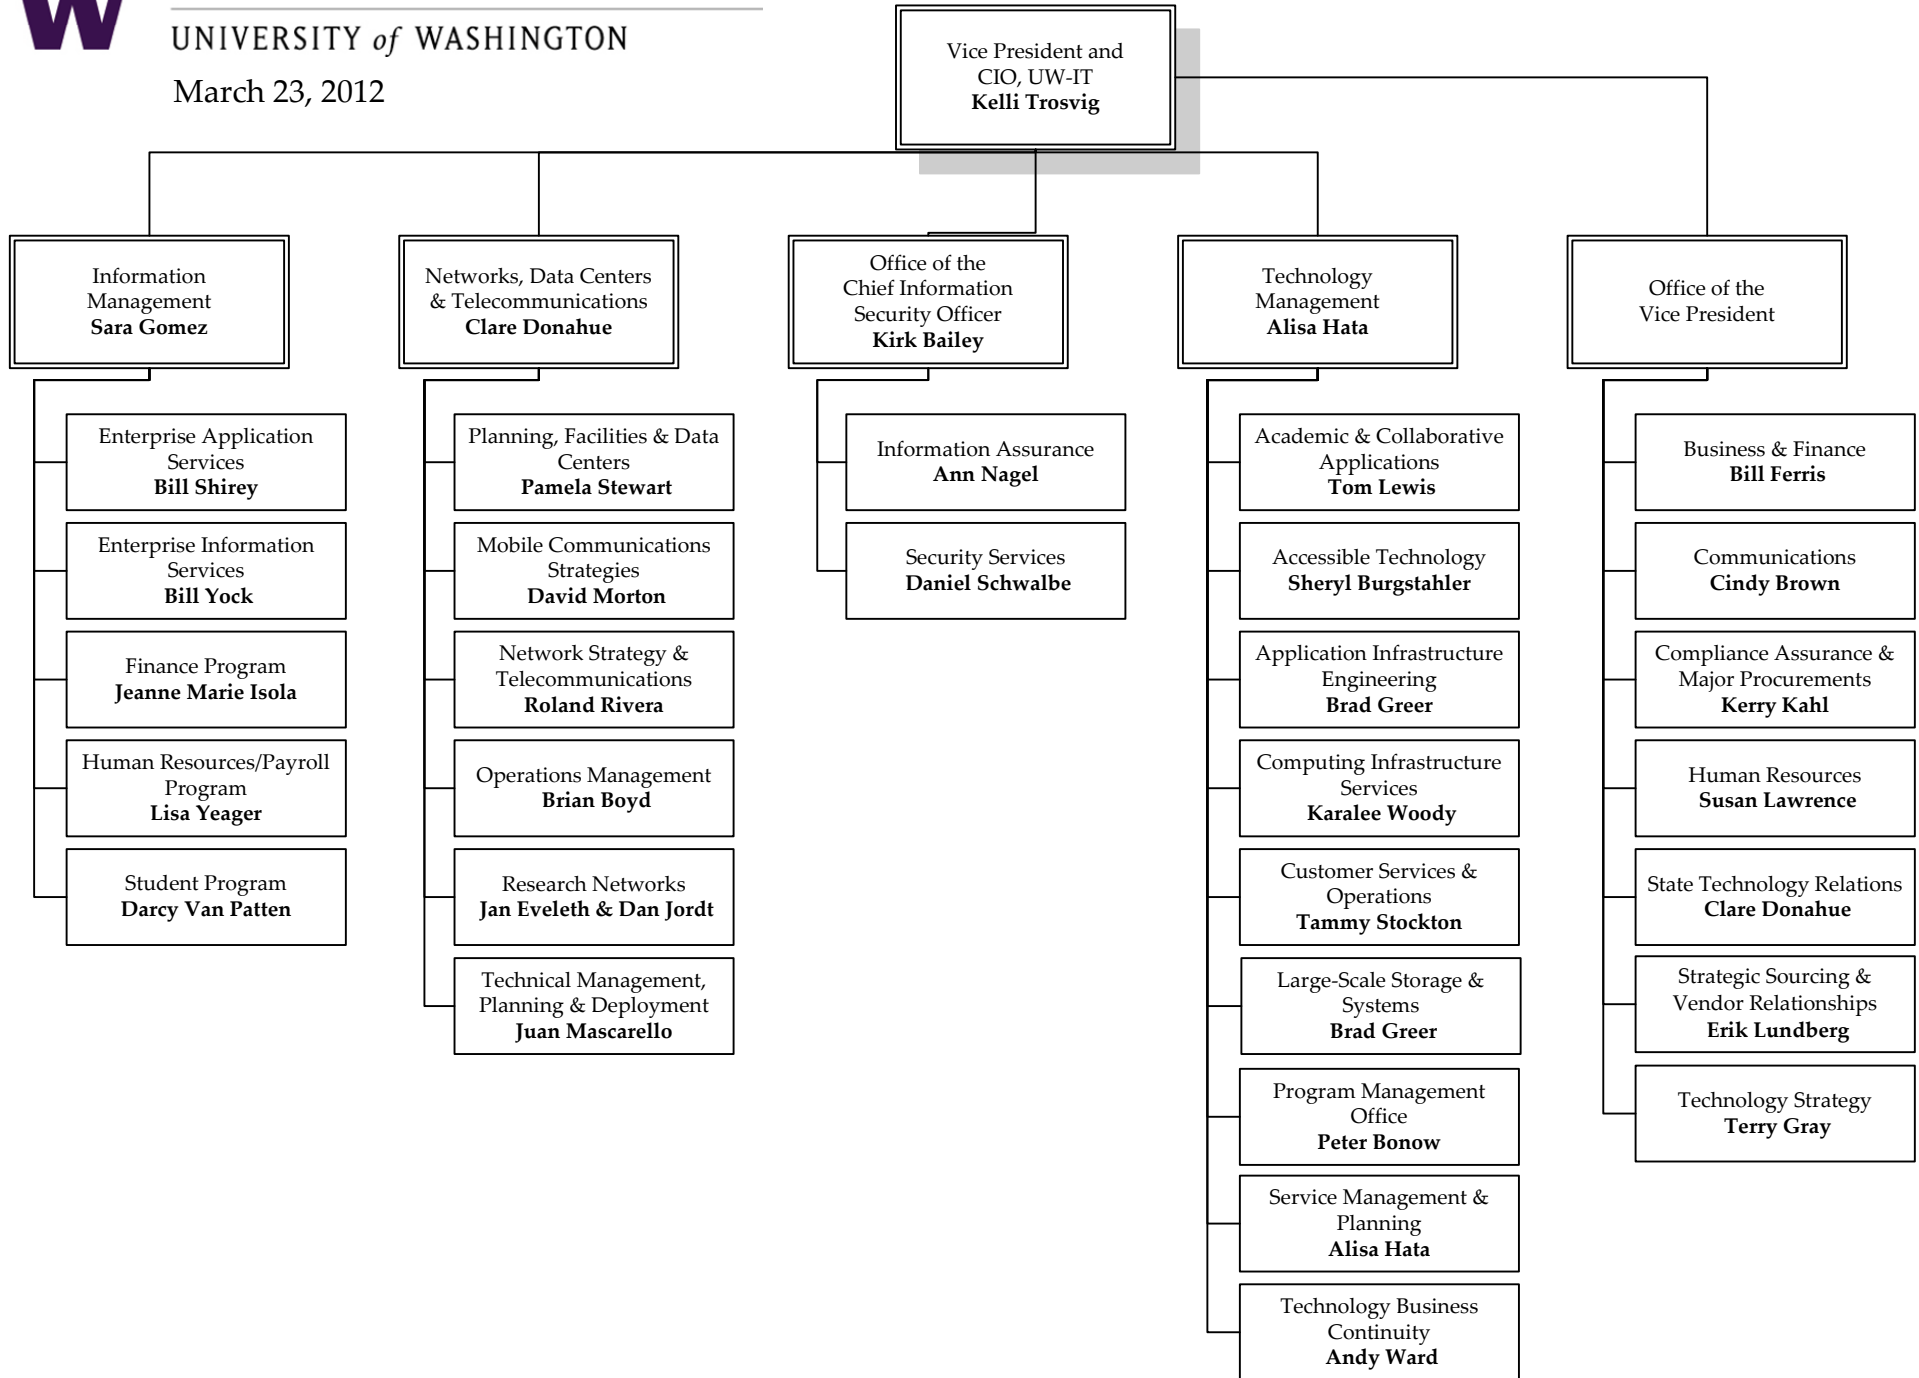 W
UNIVERSITY of WASHINGTON
March 23, 2012
Vice President and
CIO, UW-IT
Kelli Trosvig
Information
Management
Sara Gomez
Enterprise Application
Services
Bill Shirey
Enterprise Information
Services
Bill Yock
Finance Program
Jeanne Marie Isola
Human Resources/Payroll
Program
Lisa Yeager
Student Program
Darcy Van Patten
Networks, Data Centers
& Telecommunications
Clare Donahue
Planning, Facilities & Data
Centers
Pamela Stewart
Mobile Communications
Strategies
David Morton
Network Strategy &
Telecommunications
Roland Rivera
Operations Management
Brian Boyd
Research Networks
Jan Eveleth & Dan Jordt
Technical Management,
Planning & Deployment
Juan Mascarello
Office of the
Chief Information
Security Officer
Kirk Bailey
Information Assurance
Ann Nagel
Security Services
Daniel Schwalbe
Technology
Management
Alisa Hata
Academic & Collaborative
Applications
Tom Lewis
Accessible Technology
Sheryl Burgstahler
Application Infrastructure
Engineering
Brad Greer
Computing Infrastructure
Services
Karalee Woody
Customer Services &
Operations
Tammy Stockton
Large-Scale Storage &
Systems
Brad Greer
Program Management
Office
Peter Bonow
Service Management &
Planning
Alisa Hata
Technology Business
Continuity
Andy Ward
Office of the
Vice President
Business & Finance
Bill Ferris
Communications
Cindy Brown
Compliance Assurance &
Major Procurements
Kerry Kahl
Human Resources
Susan Lawrence
State Technology Relations
Clare Donahue
Strategic Sourcing &
Vendor Relationships
Erik Lundberg
Technology Strategy
Terry Gray